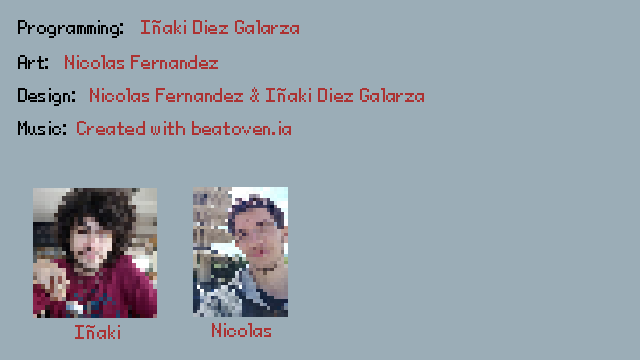 Programming: Iñaki Diez Galarza
Art: Nicolas Fernandez
Design: Nicolas Fernandez & Iñaki Diez Galarza
Music: Created with beatoven.ia
Iñaki
Nicolas